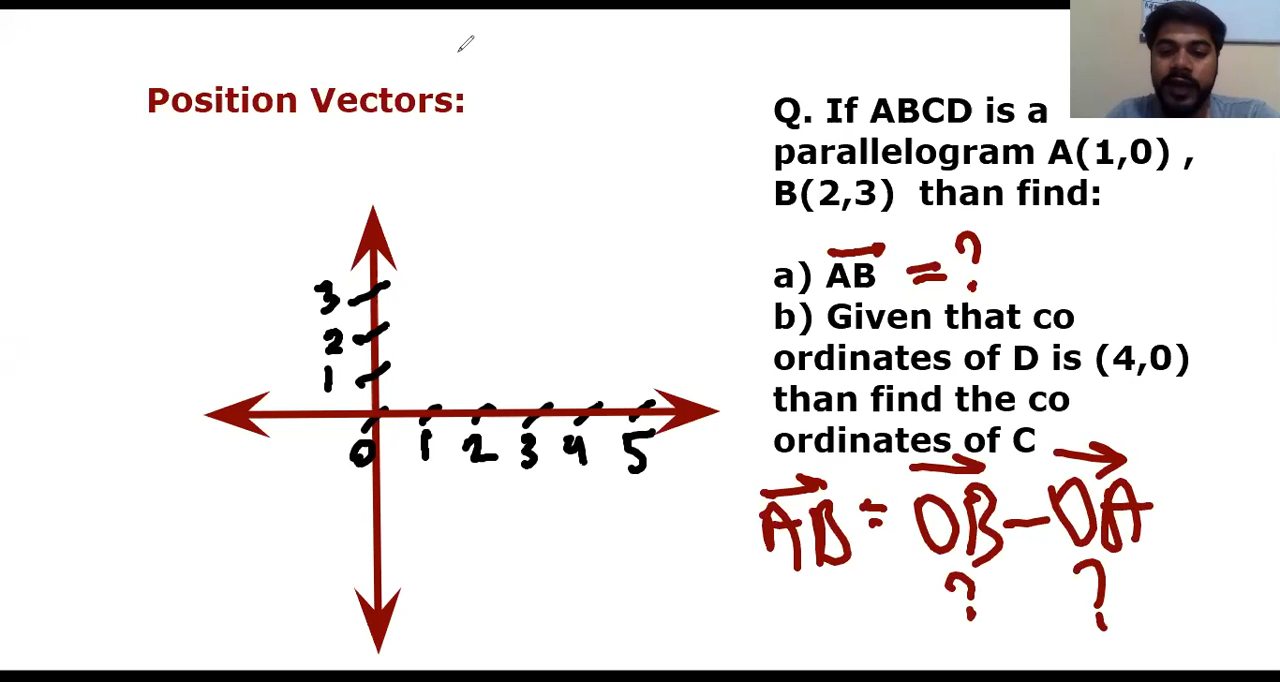 Position Vectors:
Q. If ABCD is a
parallelogram A(1,0) ,
B(2,3) than find:
a) AB = ?
b) Given that co
ordinates of D is (4,0)
than find the co
ordinates of C
AB = OB - OA
? ?
3
2
1
0 1 2 3 4 5